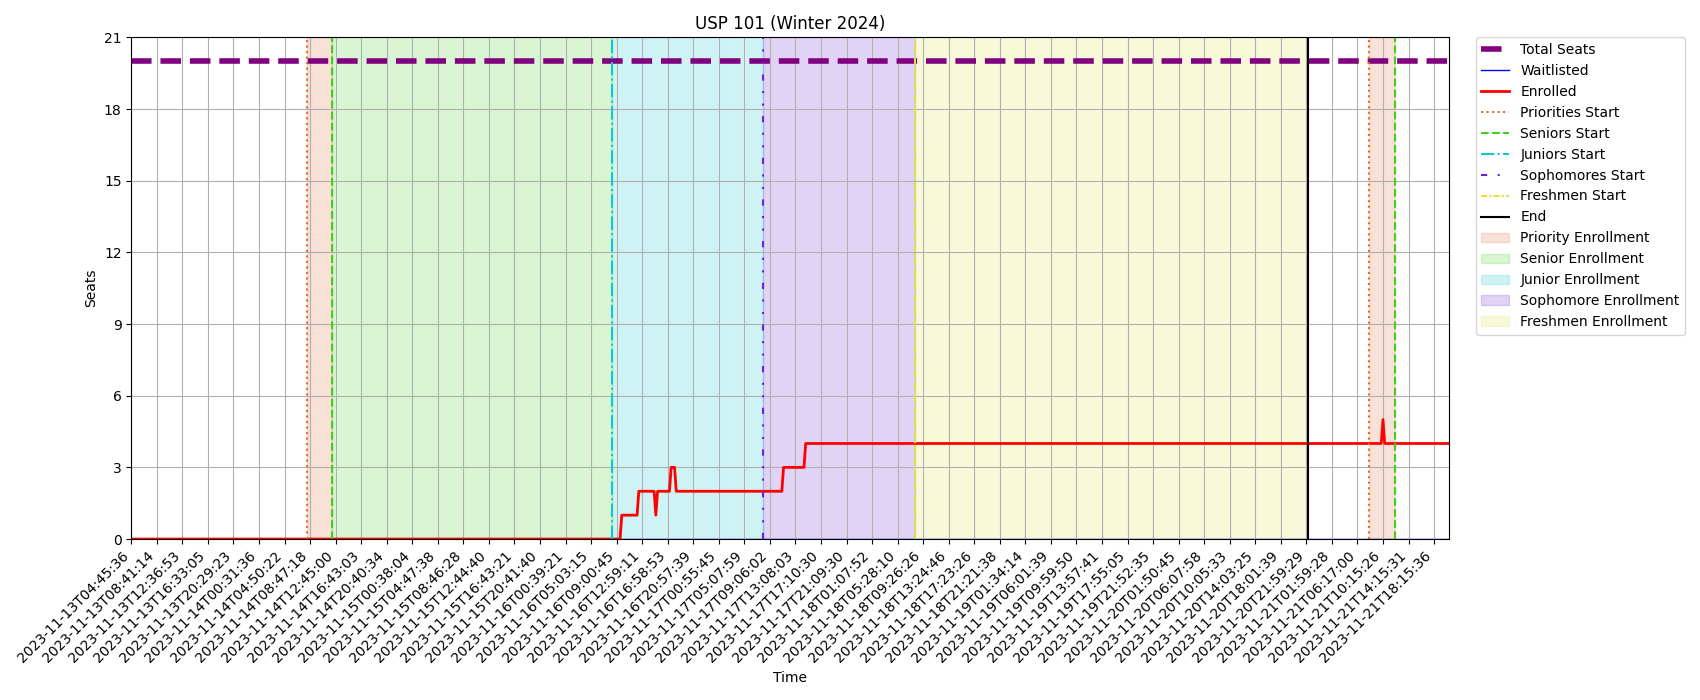 USP 101 (Winter 2024)
21
18
15
12
9
6
3
0
Seats
2023-11-13T04:45:36
2023-11-13T08:41:14
2023-11-13T12:36:53
2023-11-13T16:33:05
2023-11-13T20:29:23
2023-11-14T00:31:36
2023-11-14T04:50:22
2023-11-14T08:47:18
2023-11-14T12:45:00
2023-11-14T16:43:03
2023-11-14T20:40:34
2023-11-15T00:38:04
2023-11-15T04:47:38
2023-11-15T08:46:28
2023-11-15T12:44:40
2023-11-15T16:43:21
2023-11-15T20:41:40
2023-11-16T00:39:21
2023-11-16T05:03:15
2023-11-16T09:00:45
2023-11-16T12:59:11
2023-11-16T16:58:53
2023-11-16T20:57:39
2023-11-17T00:55:45
2023-11-17T05:07:59
2023-11-17T09:06:02
2023-11-17T13:08:03
2023-11-17T17:10:30
2023-11-17T21:09:30
2023-11-18T01:07:52
2023-11-18T05:28:10
2023-11-18T09:26:26
2023-11-18T13:24:46
2023-11-18T17:23:26
2023-11-18T21:21:38
2023-11-19T01:34:14
2023-11-19T06:01:39
2023-11-19T09:59:50
2023-11-19T13:57:41
2023-11-19T17:55:05
2023-11-19T21:52:35
2023-11-20T01:50:45
2023-11-20T06:07:58
2023-11-20T10:05:33
2023-11-20T14:03:25
2023-11-20T18:01:39
2023-11-20T21:59:29
2023-11-21T01:59:28
2023-11-21T06:17:00
2023-11-21T10:15:26
2023-11-21T14:15:31
2023-11-21T18:15:36
Time
Total Seats
Waitlisted
Enrolled
Priorities Start
Seniors Start
Juniors Start
Sophomores Start
Freshmen Start
End
Priority Enrollment
Senior Enrollment
Junior Enrollment
Sophomore Enrollment
Freshmen Enrollment